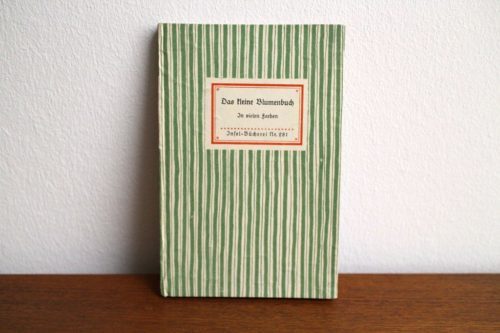 Das kleine Blumenbuch
In vielen Farben
Insel-Bücherei Nr. 281